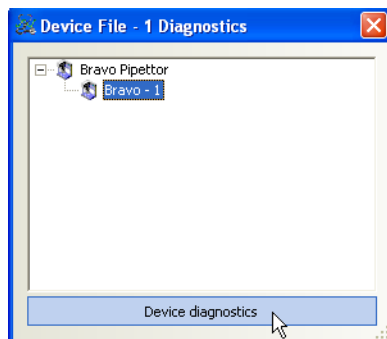 Device File - 1 Diagnostics
Bravo Pipettor
Bravo - 1
Device diagnostics